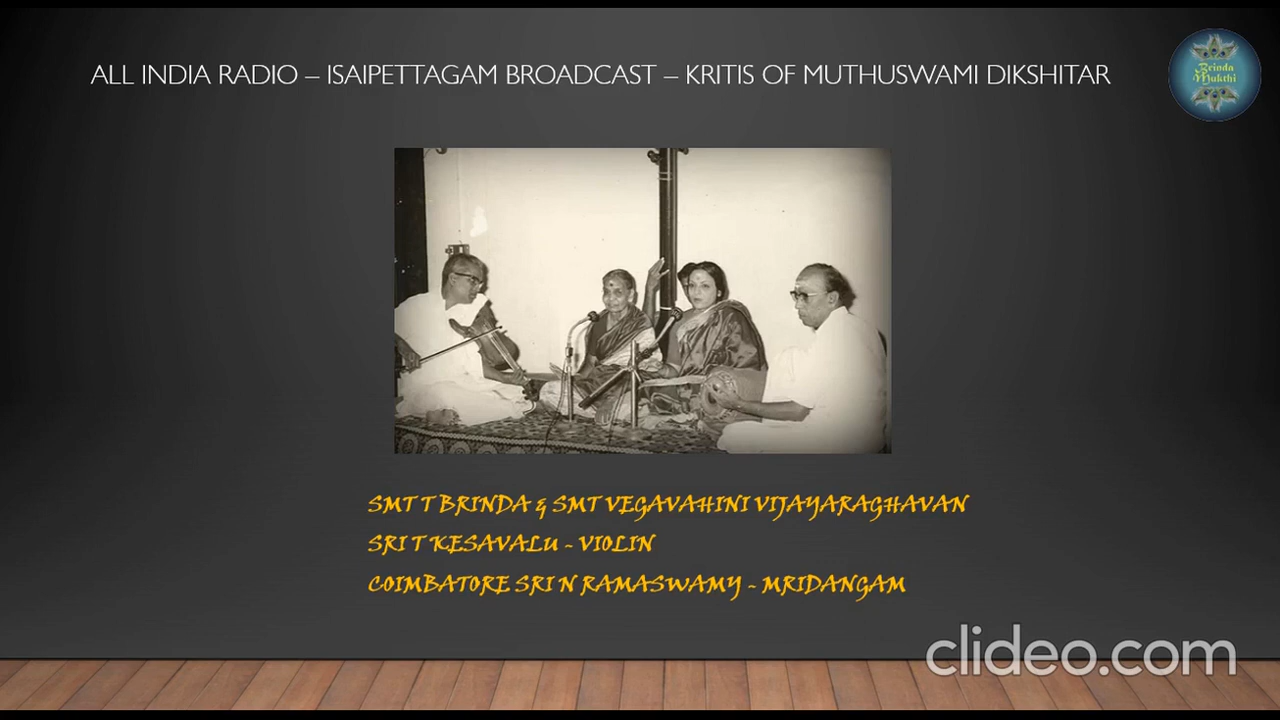 ALL INDIA RADIO – ISAIPETTAGAM BROADCAST – KRITIS OF MUTHUSWAMI DIKSHITAR
Brinda
Mukthi
SMT T BRINDA & SMT VEGAVAHINI VIJAYARAGHAVAN
SRI T KESAVALU - VIOLIN
COIMBATORE SRI N RAMASWAMY - MRIDANGAM
clideo.com